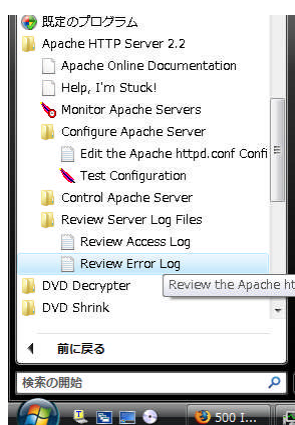 既定のプログラム
Apache HTTP Server 2.2
Apache Online Documentation
Help, I'm Stuck!
Monitor Apache Servers
Configure Apache Server
Edit the Apache httpd.conf Confi
Test Configuration
Control Apache Server
Review Server Log Files
Review Access Log
Review Error Log
DVD Decrypter
Review the Apache ht
DVD Shrink
前に戻る
検索の開始
500 I...